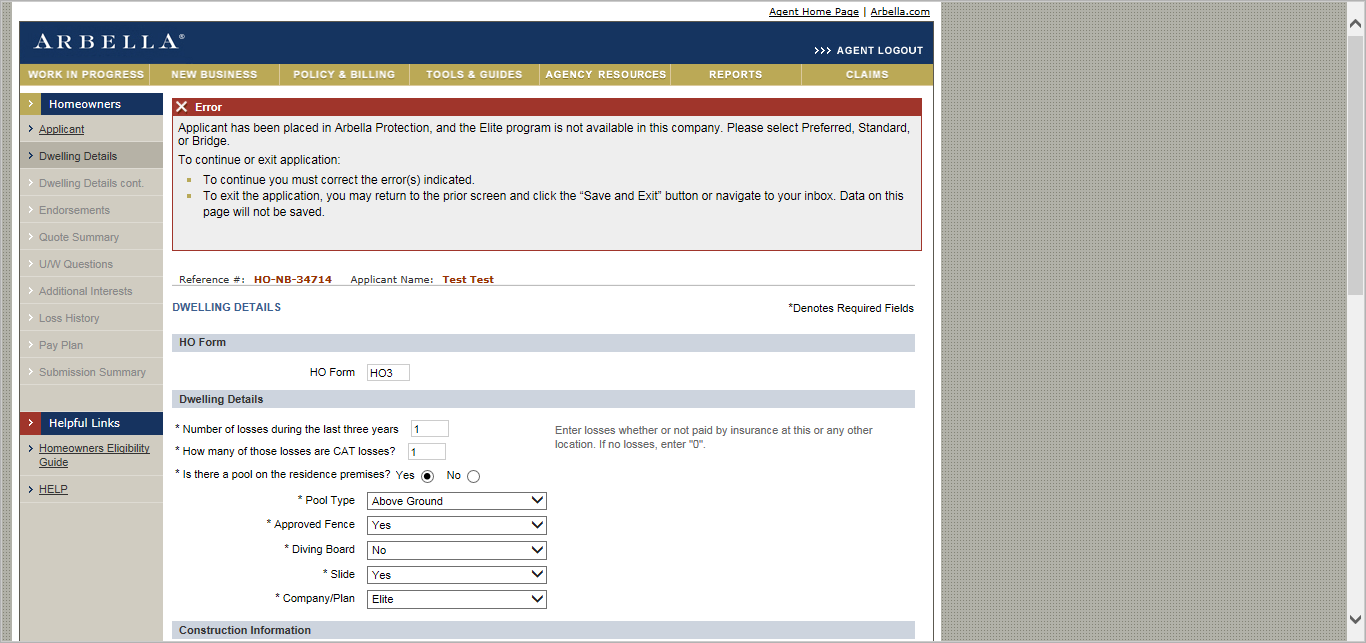 Agent Home Page | Arbella.com
ARBELLA®
>>> AGENT LOGOUT
WORK IN PROGRESS NEW BUSINESS POLICY & BILLING TOOLS & GUIDES AGENCY RESOURCES REPORTS CLAIMS
Homeowners
Applicant
Dwelling Details
Dwelling Details cont.
Endorsements
Quote Summary
U/W Questions
Additional Interests
Loss History
Pay Plan
Submission Summary
Helpful Links
Homeowners Eligibility
Guide
HELP
Error
Applicant has been placed in Arbella Protection, and the Elite program is not available in this company. Please select Preferred, Standard,
or Bridge.
To continue or exit application:
To continue you must correct the error(s) indicated.
To exit the application, you may return to the prior screen and click the “Save and Exit” button or navigate to your inbox. Data on this
page will not be saved.
Reference #: HO-NB-34714 Applicant Name: Test Test
DWELLING DETAILS *Denotes Required Fields
HO Form
HO Form HO3
Dwelling Details
* Number of losses during the last three years 1
Enter losses whether or not paid by insurance at this or any other
location. If no losses, enter "0".
* How many of those losses are CAT losses? 1
* Is there a pool on the residence premises? Yes No
* Pool Type Above Ground
* Approved Fence Yes
* Diving Board No
* Slide Yes
* Company/Plan Elite
Construction Information